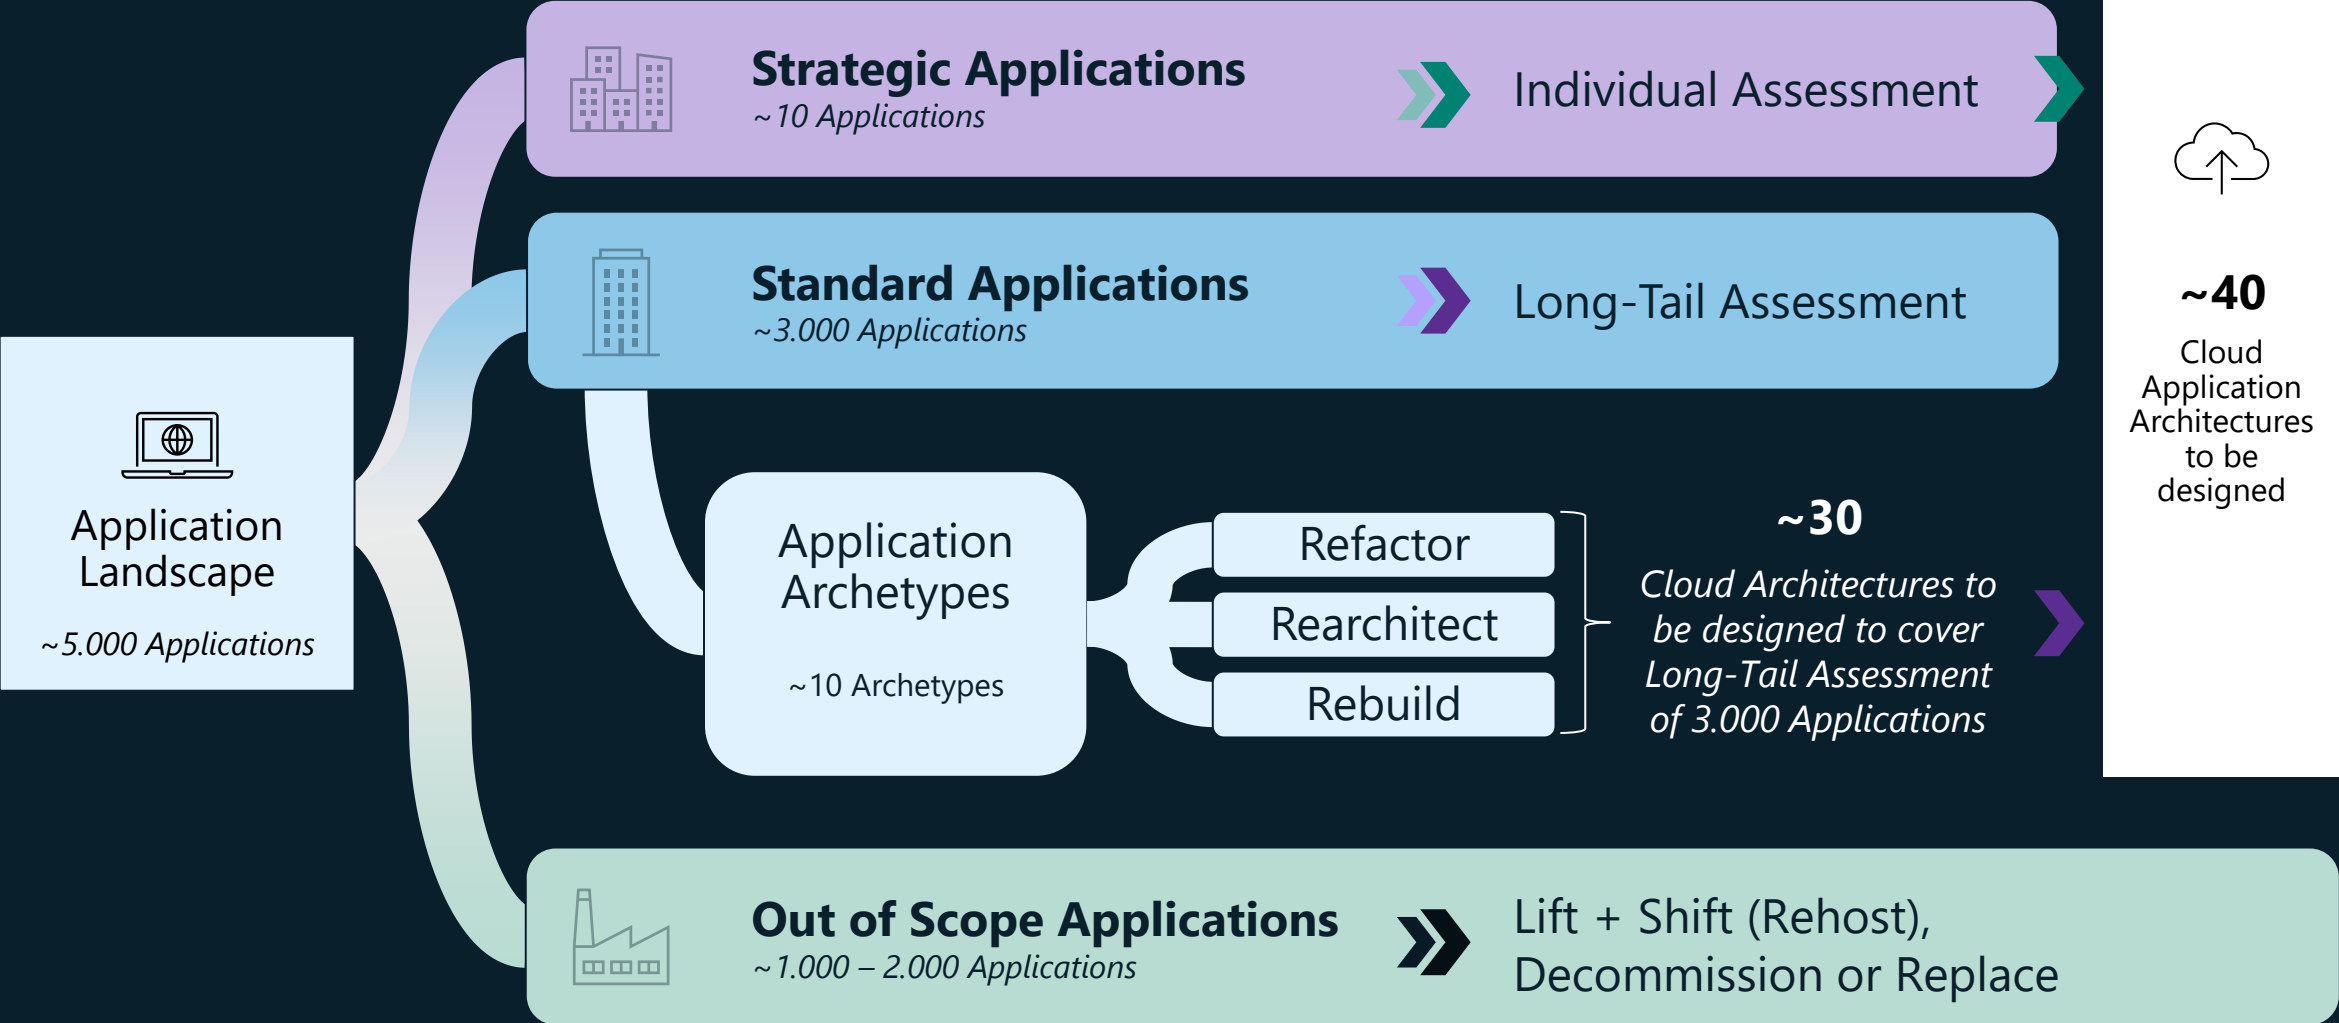 Application
Landscape
~5.000 Applications
Strategic Applications
~10 Applications
Individual Assessment
Standard Applications
~3.000 Applications
Long-Tail Assessment
Application
Archetypes
~10 Archetypes
Refactor
Rearchitect
Rebuild
~30
Cloud Architectures to
be designed to cover
Long-Tail Assessment
of 3.000 Applications
~40
Cloud
Application
Architectures
to be
designed
Out of Scope Applications
~1.000 – 2.000 Applications
Lift + Shift (Rehost),
Decommission or Replace